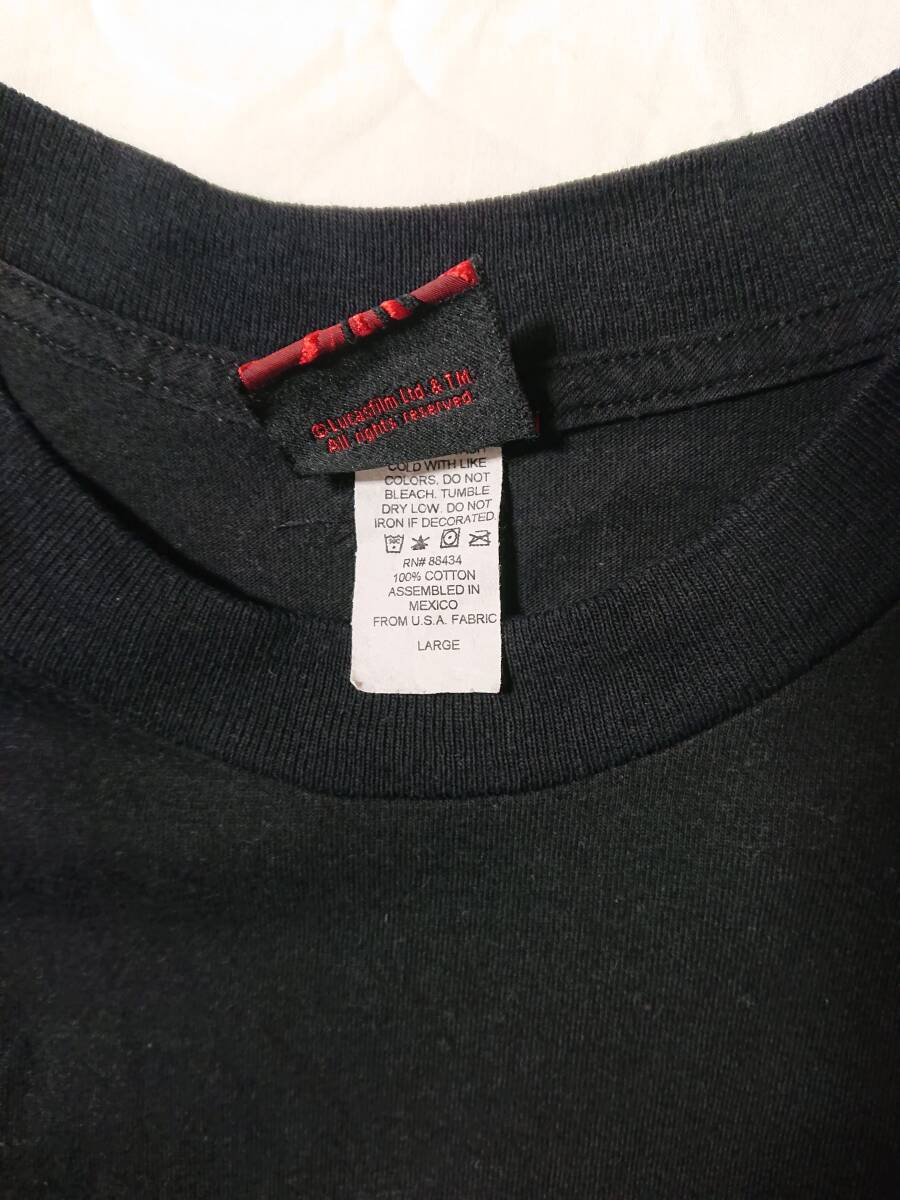 © Lucasfilm Ltd. & TM.
All rights reserved
COLD WITH LIKE
COLORS, DO NOT
BLEACH. TUMBLE
DRY LOW. DO NOT
IRON IF DECORATED.
RN# 88434
100% COTTON
ASSEMBLED IN
MEXICO
FROM U.S.A. FABRIC
LARGE